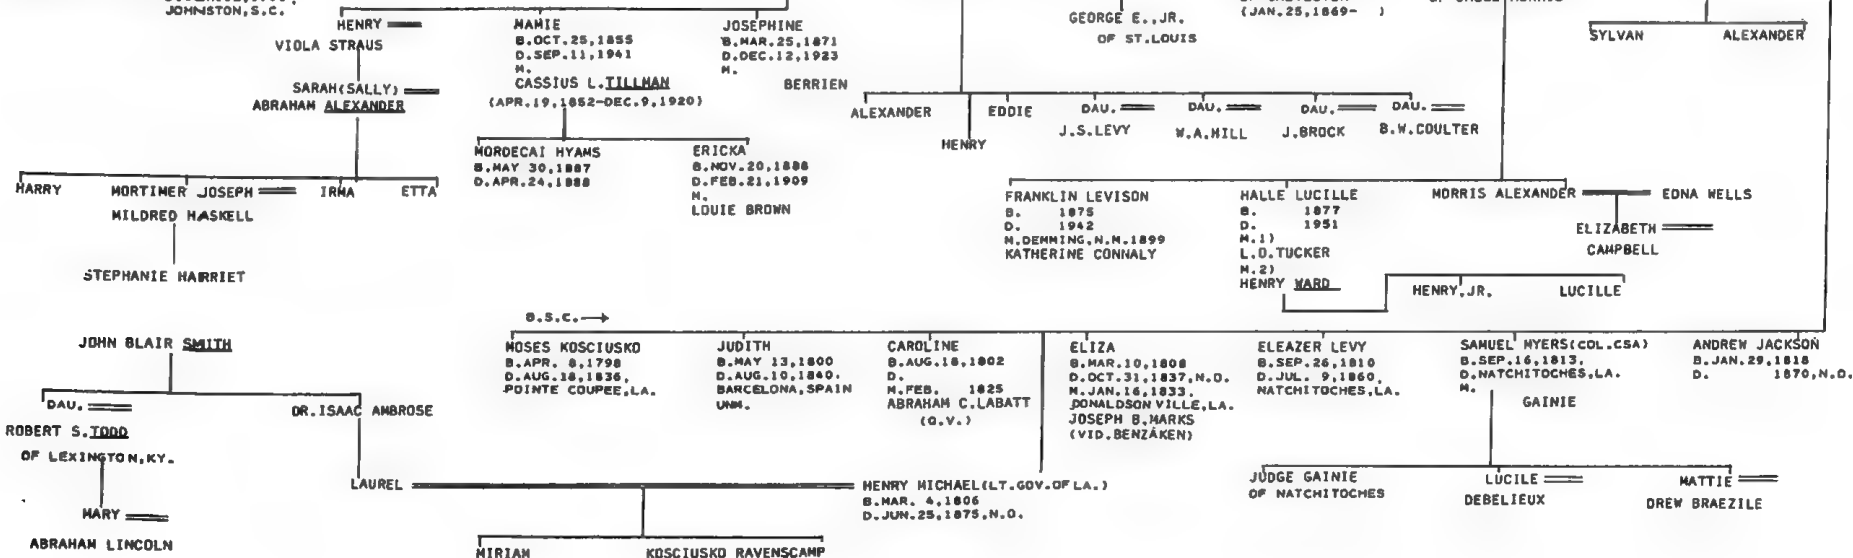 JOHNSTON,S.C.
HENRY
VIOLA STRAUS
SARAH(SALLY)
ABRAHAM ALEXANDER
HARRY
MORTIMER JOSEPH
MILDRED HASKELL
IRMA
ETTA
STEPHANIE HARRIET
MAMIE
B.OCT.25,1855
D.SEP.11,1941
M.
CASSIUS L.TILLMAN
(APR.19,1852-DEC.9,1920)
JOSEPHINE
B.MAR.25,1871
D.DEC.12,1923
M.
BERRIEN
MORDECAI HYAMS
B.MAY 30,1887
D.APR.24,1888
ERICKA
B.NOV.20,1888
D.FEB.21,1909
M.
LOUIE BROWN
GEORGE E.,JR.
OF ST.LOUIS
(JAN.25,1869- )
SYLVAN
ALEXANDER
ALEXANDER
HENRY
EDDIE
DAU.
J.S.LEVY
DAU.
W.A.HILL
DAU.
J.BROCK
DAU.
B.W.COULTER
FRANKLIN LEVISON
B. 1875
D. 1942
M.DEMMING,N.M.1899
KATHERINE CONNALY
HALLE LUCILLE
B. 1877
D. 1951
M.1)
L.O.TUCKER
M.2)
HENRY WARD
MORRIS ALEXANDER
EDNA WELLS
ELIZABETH
CAMPBELL
HENRY,JR.
LUCILLE
B.S.C.→
MOSES KOSCIUSKO
B.APR. 8,1798
D.AUG.18,1836,
POINTE COUPEE,LA.
JUDITH
B.MAY 13,1800
D.AUG.10,1840.
BARCELONA,SPAIN
UNM.
CAROLINE
B.AUG.18,1802
D.
M.FEB. 1825
ABRAHAM C.LABATT
(Q.V.)
ELIZA
B.MAR.10,1808
D.OCT.31,1837,N.O.
M.JAN.16,1833.
DONALDSON VILLE,LA.
JOSEPH B.MARKS
(VID.BENZAKEN)
ELEAZER LEVY
B.SEP.26,1810
D.JUL. 9,1860,
NATCHITOCHES,LA.
SAMUEL MYERS(COL.CSA)
B.SEP.16,1813.
D.NATCHITOCHES,LA.
M.
GAINIE
ANDREW JACKSON
B.JAN.29,1818
D. 1870,N.O.
JOHN BLAIR SMITH
DAU.
ROBERT S.TODD
OF LEXINGTON,KY.
DR.ISAAC AMBROSE
MARY
ABRAHAM LINCOLN
LAUREL
HENRY MICHAEL(LT.GOV.OF LA.)
B.MAR. 4,1806
D.JUN.25,1875,N.O.
MIRIAM
KOSCIUSKO RAVENSCAMP
JUDGE GAINIE
OF NATCHITOCHES
LUCILE
DEBELIEUX
MATTIE
DREW BRAEZILE